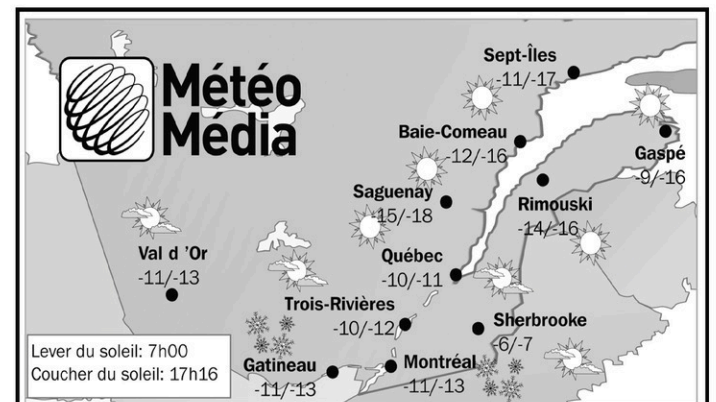 Météo
Média
Sept-Îles
-11/-17
Baie-Comeau
-12/-16
Gaspé
-9/-16
Saguenay
-15/-18
Rimouski
-14/-16
Val d 'Or
-11/-13
Québec
-10/-11
Trois-Rivières
-10/-12
Sherbrooke
-6/-7
Lever du soleil: 7h00
Coucher du soleil: 17h16
Gatineau
-11/-13
Montréal
-11/-13